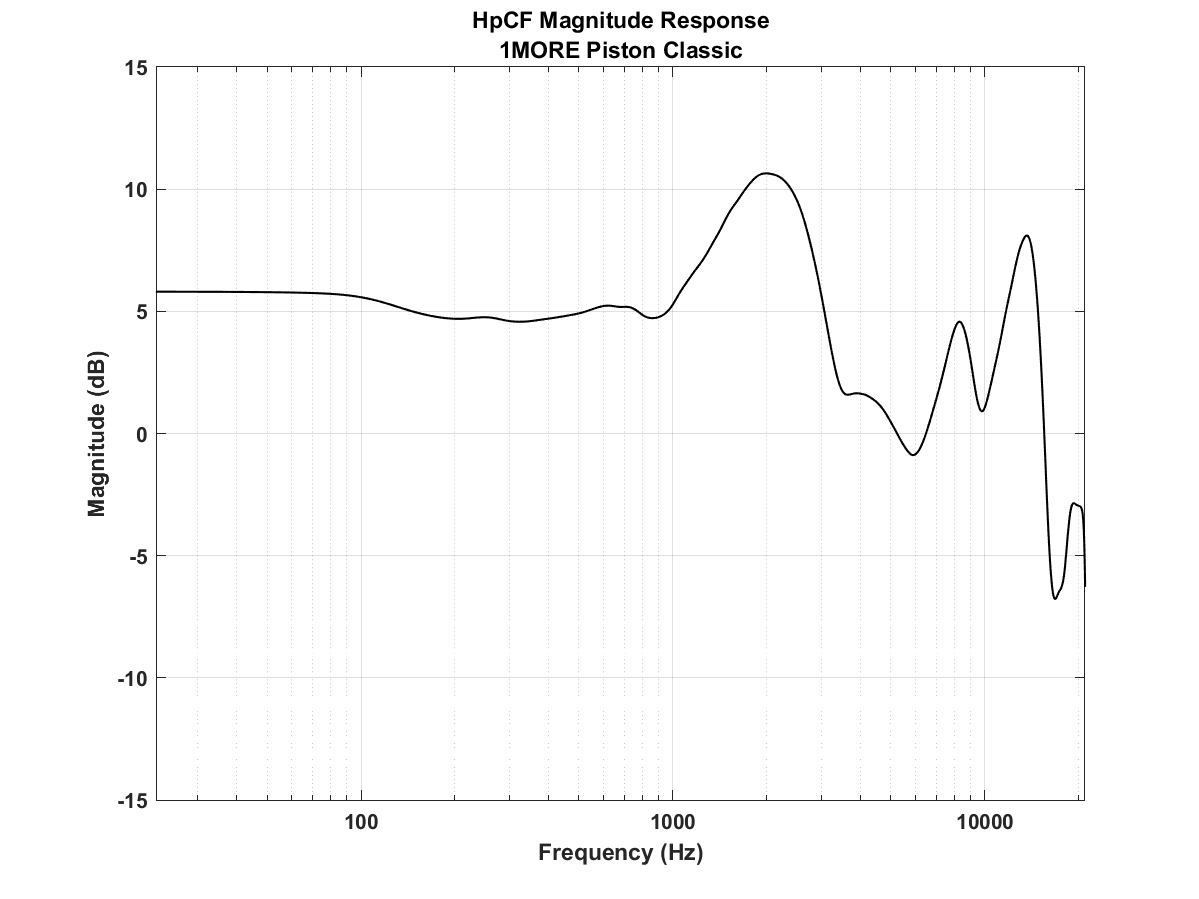 HpCF Magnitude Response
1MORE Piston Classic
15
10
5
0
-5
-10
-15
Magnitude (dB)
100
1000
10000
Frequency (Hz)